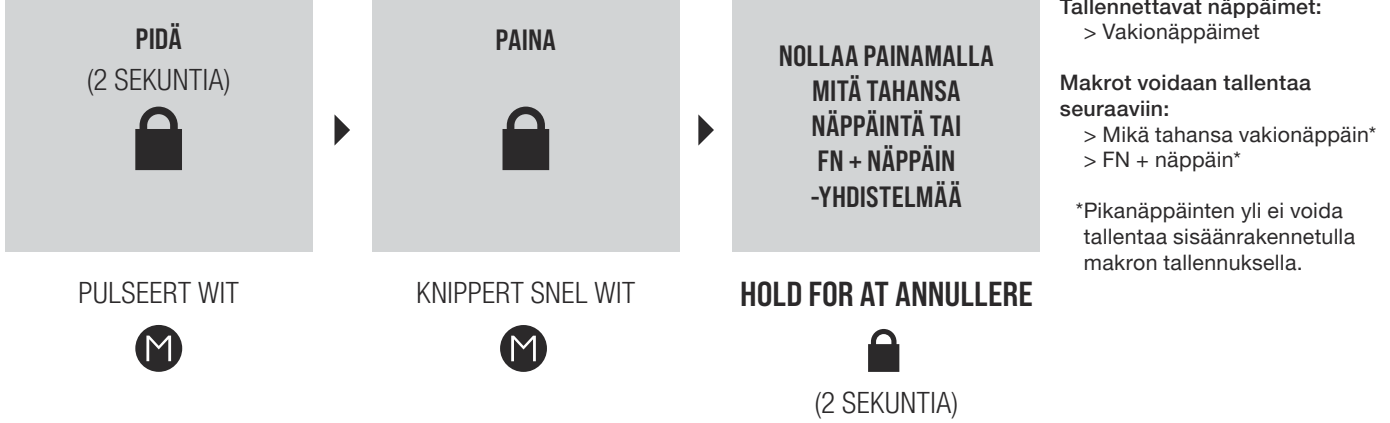 PIDÄ
(2 SEKUNTIA)
PAINA
NOLLAA PAINAMALLA
MITÄ TAHANSA
NÄPPÄINTÄ TAI
FN + NÄPPÄIN
-YHDISTELMÄÄ
PULSEERT WIT
M
KNIPPERT SNEL WIT
M
HOLD FOR AT ANNULLERE
(2 SEKUNTIA)
Tallennettavat näppäimet:
> Vakionäppäimet
Makrot voidaan tallentaa
seuraaviin:
> Mikä tahansa vakionäppäin*
> FN + näppäin*
*Pikanäppäinten yli ei voida
tallentaa sisäänrakennetulla
makron tallennuksella.